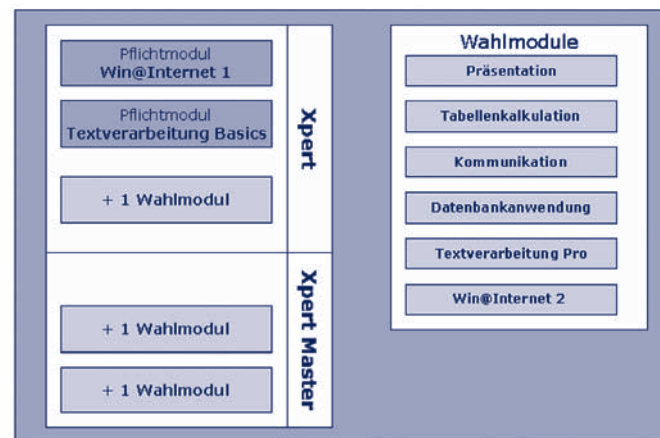 Pflichtmodul
Win@Internet 1
Pflichtmodul
Textverarbeitung Basics
+ 1 Wahlmodul
Xpert
+ 1 Wahlmodul
+ 1 Wahlmodul
Xpert Master
Wahlmodule
Präsentation
Tabellenkalkulation
Kommunikation
Datenbankanwendung
Textverarbeitung Pro
Win@Internet 2